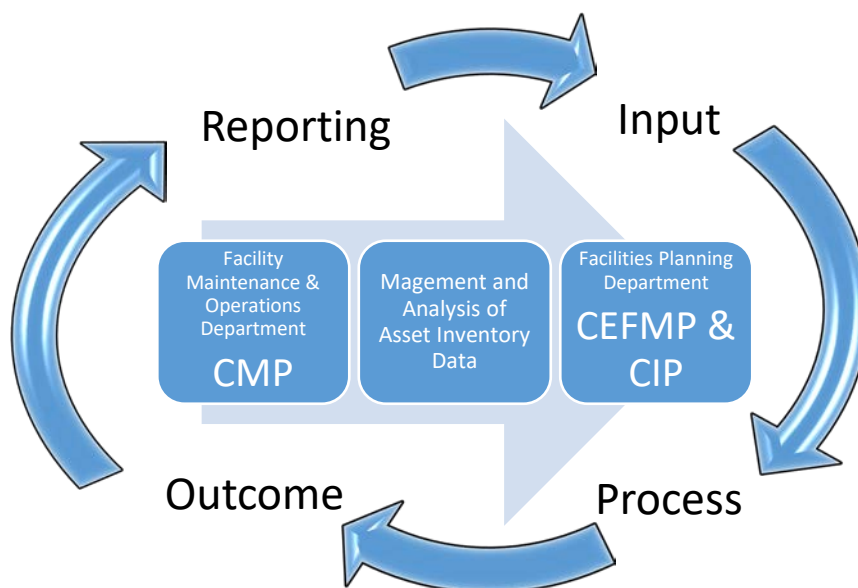 Reporting
Input
Facility
Maintenance &
Operations
Department
CMP
Magement and
Analysis of
Asset Inventory
Data
Facilities Planning
Department
CEFMP &
CIP
Outcome
Process